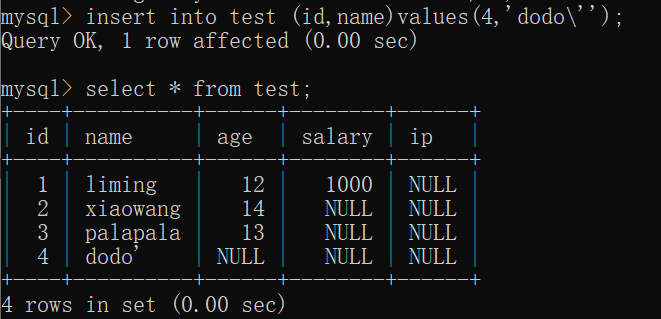 mysql> insert into test (id,name)values(4,'dodo\'');
Query OK, 1 row affected (0.00 sec)
mysql> select * from test;
+----+----------+------+--------+------+
| id | name     | age  | salary | ip   |
+----+----------+------+--------+------+
|  1 | liming   |   12 |   1000 | NULL |
|  2 | xiaowang |   14 |   NULL | NULL |
|  3 | palapala |   13 |   NULL | NULL |
|  4 | dodo'    | NULL |   NULL | NULL |
+----+----------+------+--------+------+
4 rows in set (0.00 sec)